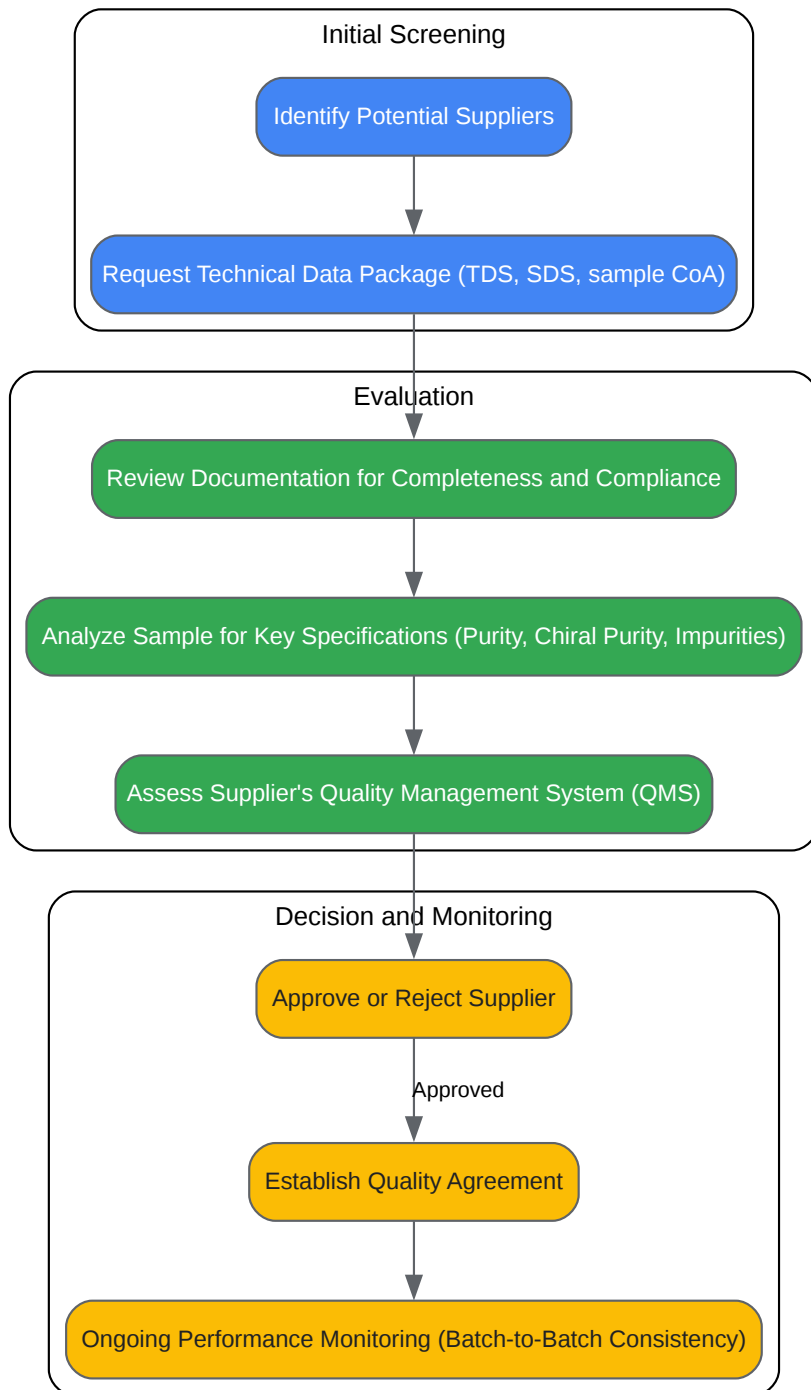 Initial Screening
Identify Potential Suppliers
Request Technical Data Package (TDS, SDS, sample CoA)
Evaluation
Review Documentation for Completeness and Compliance
Analyze Sample for Key Specifications (Purity, Chiral Purity, Impurities)
Assess Supplier's Quality Management System (QMS)
Decision and Monitoring
Approve or Reject Supplier
Approved
Establish Quality Agreement
Ongoing Performance Monitoring (Batch-to-Batch Consistency)